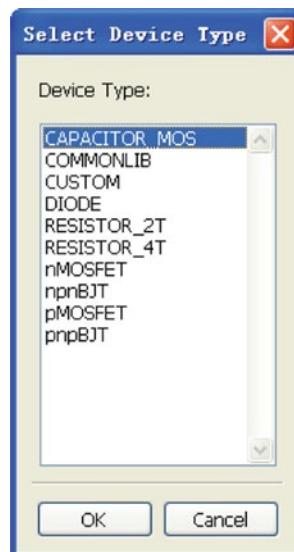 Select Device Type
Device Type:
CAPACITOR_MOS
COMMONLIB
CUSTOM
DIODE
RESISTOR_2T
RESISTOR_4T
nMOSFET
npnBJT
pMOSFET
pnpBJT
OK Cancel